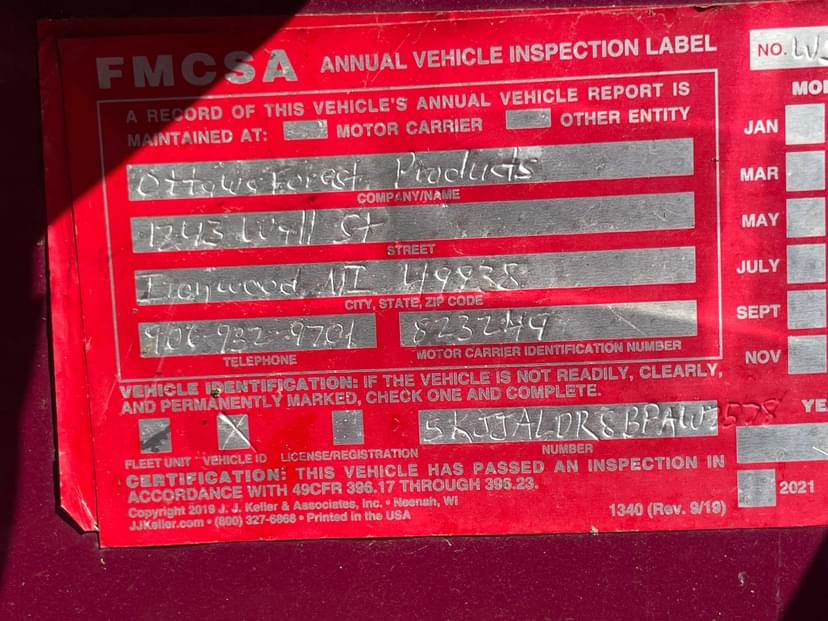 FMCSA ANNUAL VEHICLE INSPECTION LABEL
NO.
A RECORD OF THIS VEHICLE'S ANNUAL VEHICLE REPORT IS
MAINTAINED AT: MOTOR CARRIER OTHER ENTITY
Ottawa Forest Products
COMPANY/NAME
1243 Wall St
STREET
Ironwood, MI 49938
CITY, STATE, ZIP CODE
906-932-9701
TELEPHONE
MOTOR CARRIER IDENTIFICATION NUMBER
JAN
MAR
MAY
JULY
SEPT
NOV
VEHICLE IDENTIFICATION: IF THE VEHICLE IS NOT READILY, CLEARLY,
AND PERMANENTLY MARKED, CHECK ONE AND COMPLETE.
FLEET UNIT VEHICLE ID LICENSE/REGISTRATION NUMBER
CERTIFICATION: THIS VEHICLE HAS PASSED AN INSPECTION IN
ACCORDANCE WITH 49CFR 396.17 THROUGH 396.23.
2021
Copyright 2019 J. J. Keller & Associates, Inc. • Neenah, WI
JJKeller.com • (800) 327-6868 • Printed in the USA
1340 (Rev. 9/19)